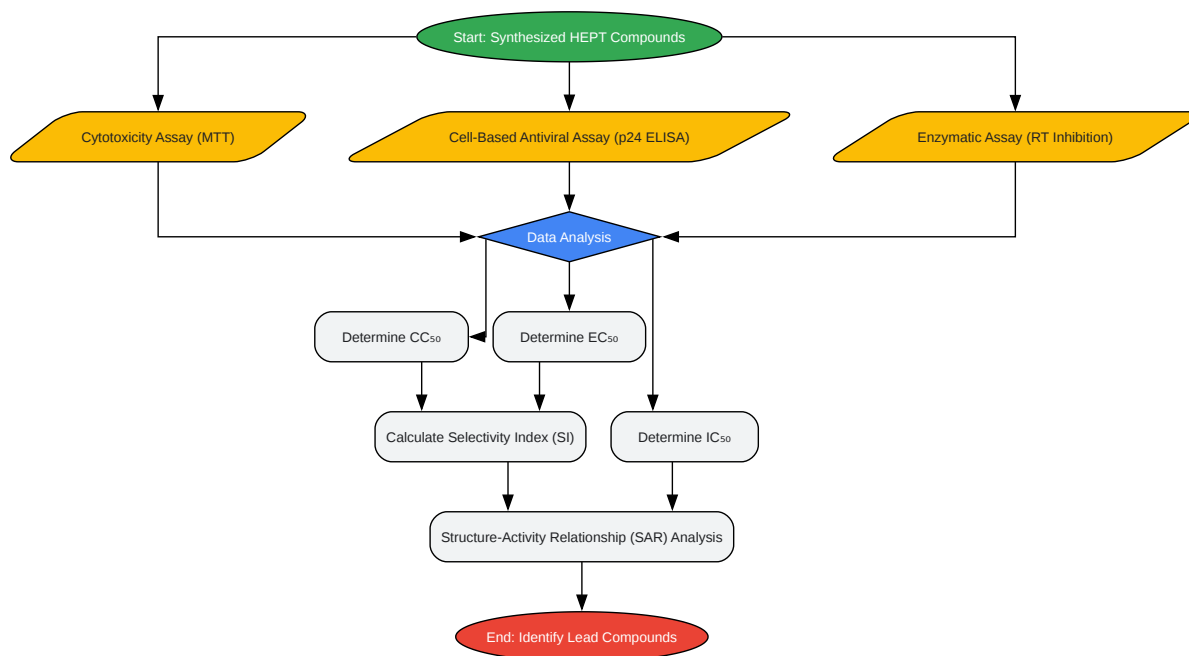 Start: Synthesized HEPT Compounds
Cytotoxicity Assay (MTT)
Cell-Based Antiviral Assay (p24 ELISA)
Enzymatic Assay (RT Inhibition)
Data Analysis
Determine CC₅₀
Determine EC₅₀
Calculate Selectivity Index (SI)
Determine IC₅₀
Structure-Activity Relationship (SAR) Analysis
End: Identify Lead Compounds